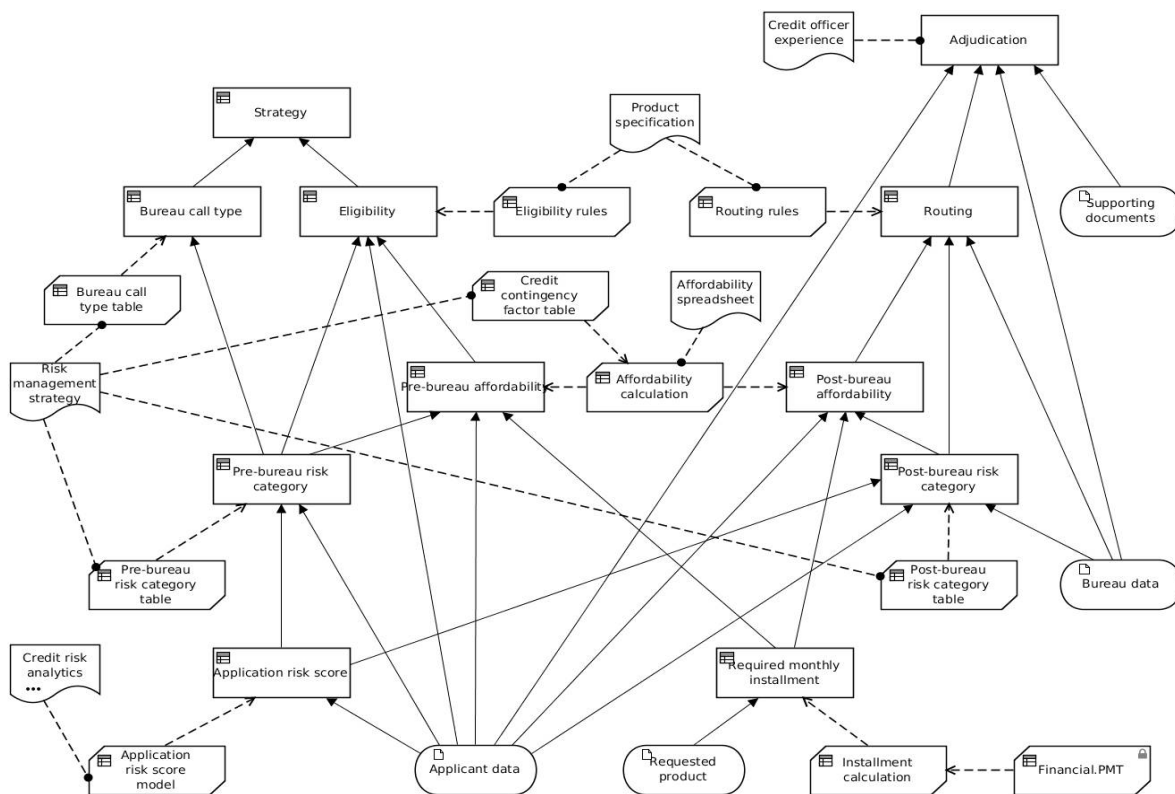 Credit officer
experience
Adjudication
Strategy
Product
specification
Bureau call type
Eligibility
Eligibility rules
Routing rules
Routing
Supporting
documents
Bureau call
type table
Credit
contingency
factor table
Affordability
spreadsheet
Risk
management
strategy
Pre-bureau affordability
Affordability
calculation
Post-bureau
affordability
Pre-bureau risk
category
Post-bureau risk
category
Pre-bureau
risk category
table
Post-bureau
risk category
table
Bureau data
Credit risk
analytics
...
Application risk score
Required monthly
installment
Application
risk score
model
Applicant data
Requested
product
Installment
calculation
Financial.PMT